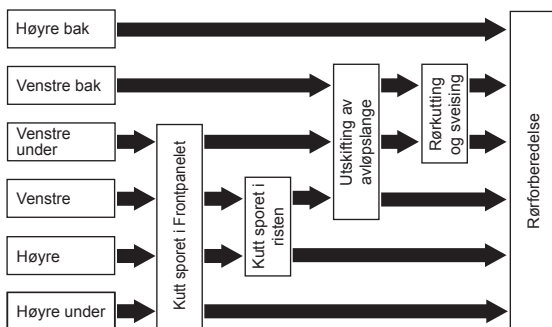 Høyre bak
Venstre bak
Venstre
under
Venstre
Høyre
Høyre under
Kutt sporet i Frontpanelet
Kutt sporet i
risten
Utskifting av
avløpslange
Rørkutting
og sveising
Rørforberedelse